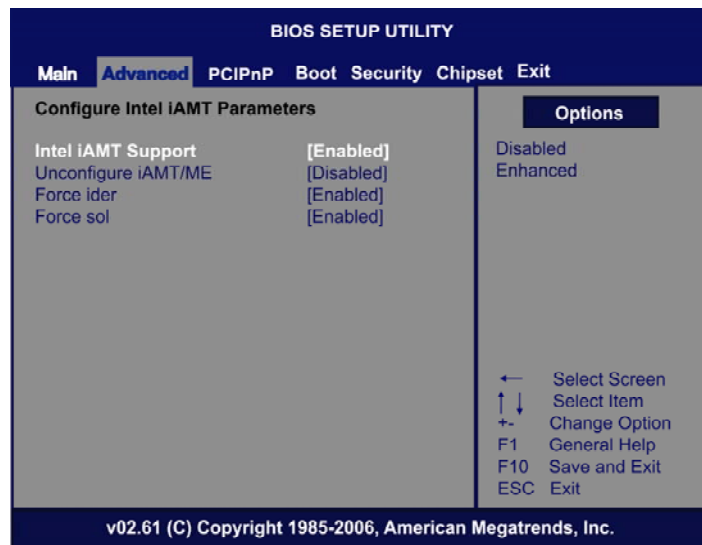 BIOS SETUP UTILITY
Main Advanced PCIPnP Boot Security Chipset Exit
Configure Intel iAMT Parameters
Intel iAMT Support [Enabled]
Unconfigure iAMT/ME [Disabled]
Force ider [Enabled]
Force sol [Enabled]
Options
Disabled
Enhanced
← Select Screen
↑↓ Select Item
+- Change Option
F1 General Help
F10 Save and Exit
ESC Exit
v02.61 (C) Copyright 1985-2006, American Megatrends, Inc.